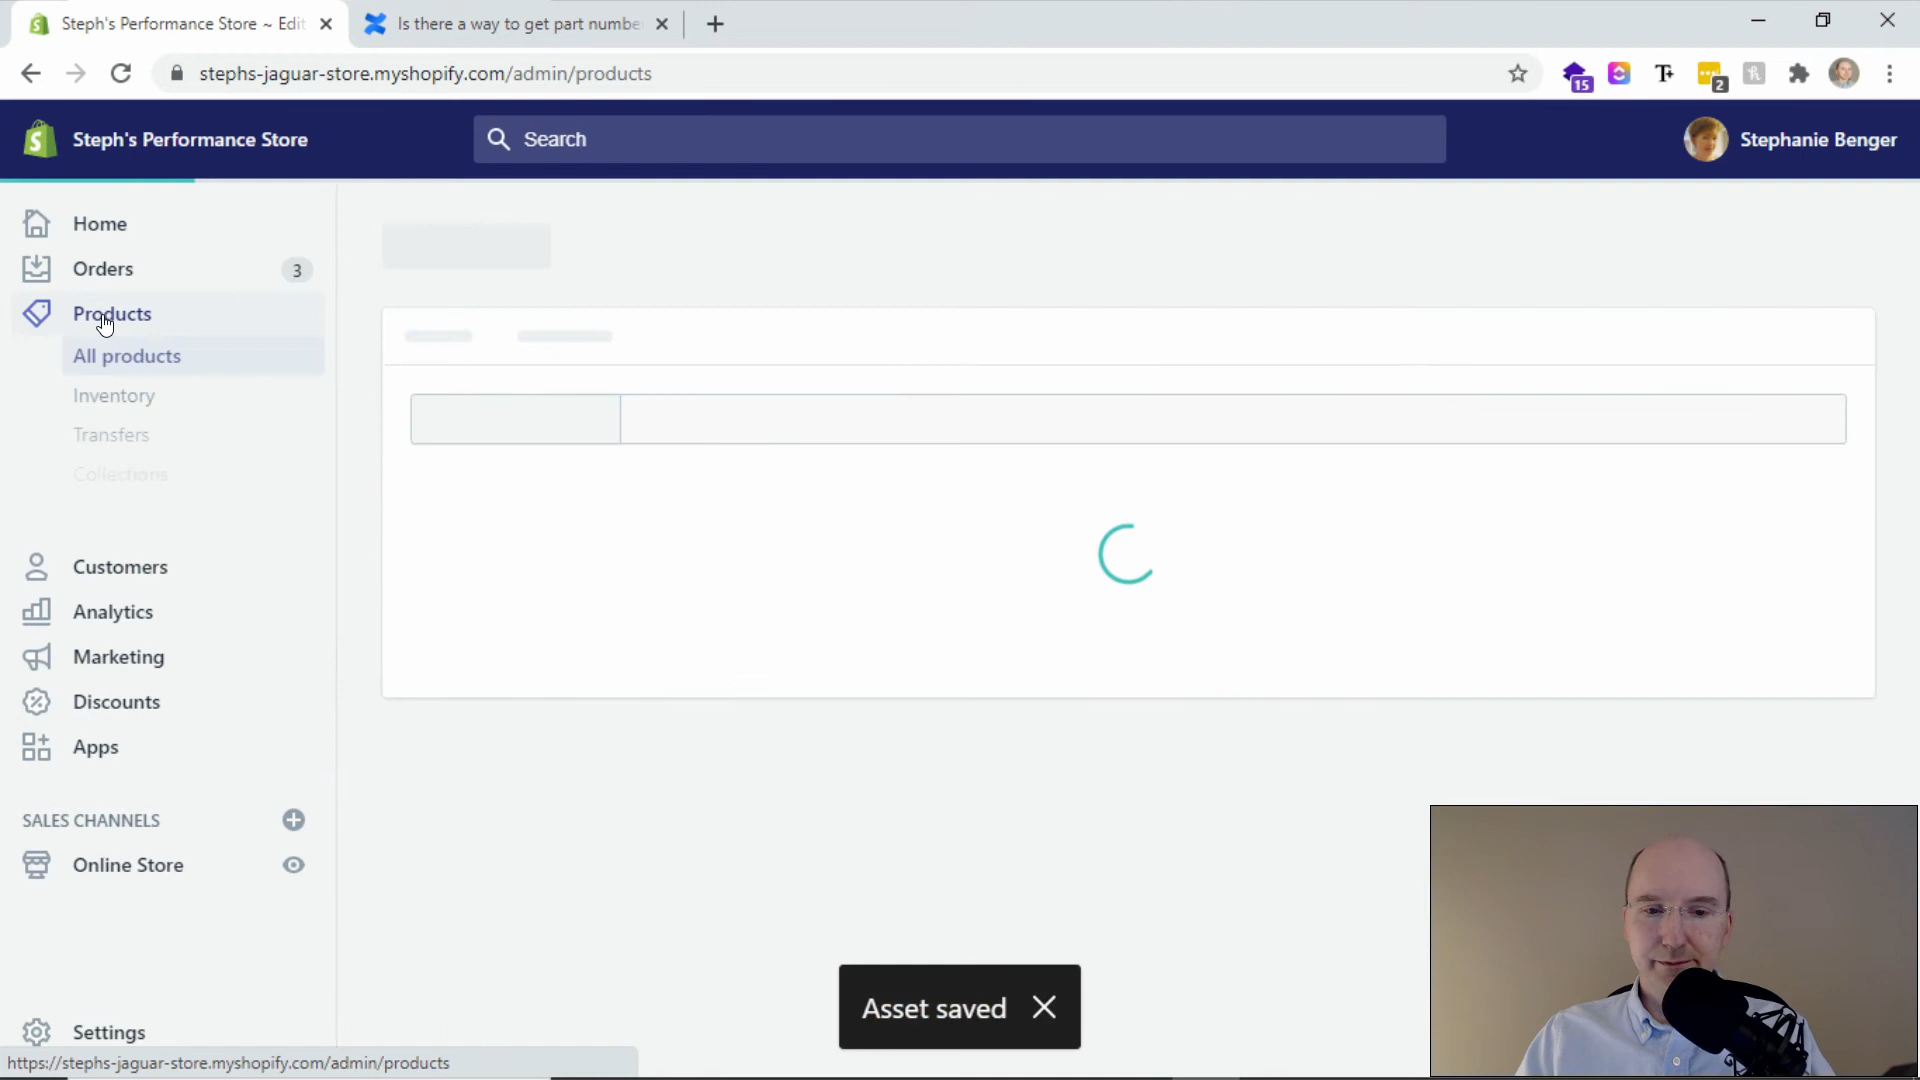 Steph's Performance Store ~ Edit
Is there a way to get part numbe
stephs-jaguar-store.myshopify.com/admin/products
15
2
Steph's Performance Store
Search
Stephanie Benger
Home
Orders
3
Products
All products
Inventory
Transfers
Collections
Customers
Analytics
Marketing
Discounts
Apps
SALES CHANNELS
Online Store
Settings
Asset saved
https://stephs-jaguar-store.myshopify.com/admin/products